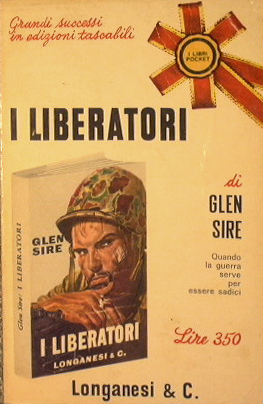 Grandi successi
in edizioni tascabili
I LIBRI
POCKET
I LIBERATORI
di
GLEN
SIRE
Quando
la guerra
serve
per
essere sadici
Lire 350
Glen Sire: I LIBERATORI
GLEN
SIRE
I LIBERATORI
LONGANESI & C.
Longanesi & C.